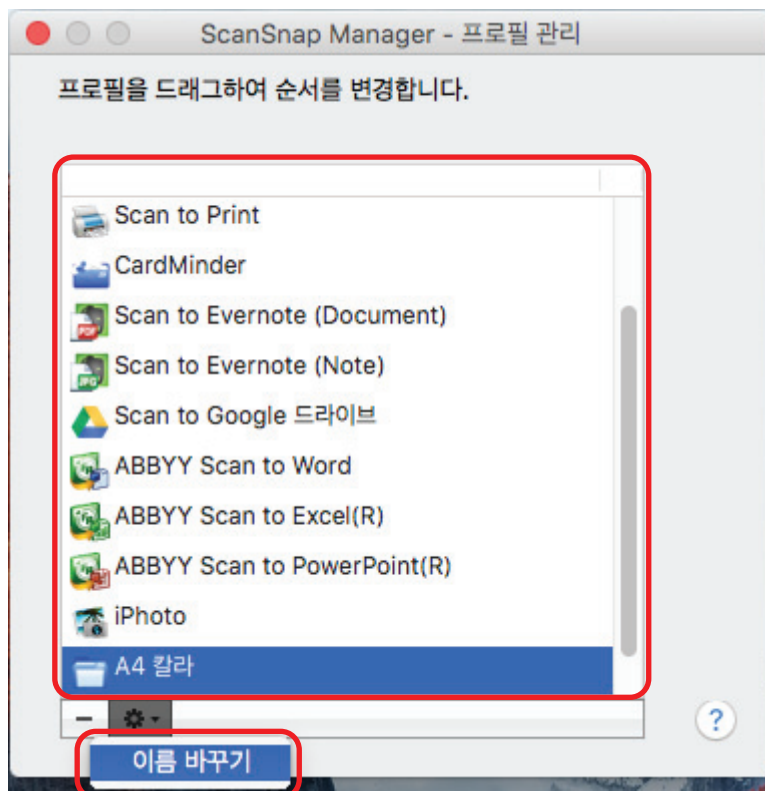 ScanSnap Manager - 프로필 관리
프로필을 드래그하여 순서를 변경합니다.
Scan to Print
CardMinder
Scan to Evernote (Document)
Scan to Evernote (Note)
Scan to Google 드라이브
ABBYY Scan to Word
ABBYY Scan to Excel(R)
ABBYY Scan to PowerPoint(R)
iPhoto
A4 칼라
?
이름 바꾸기